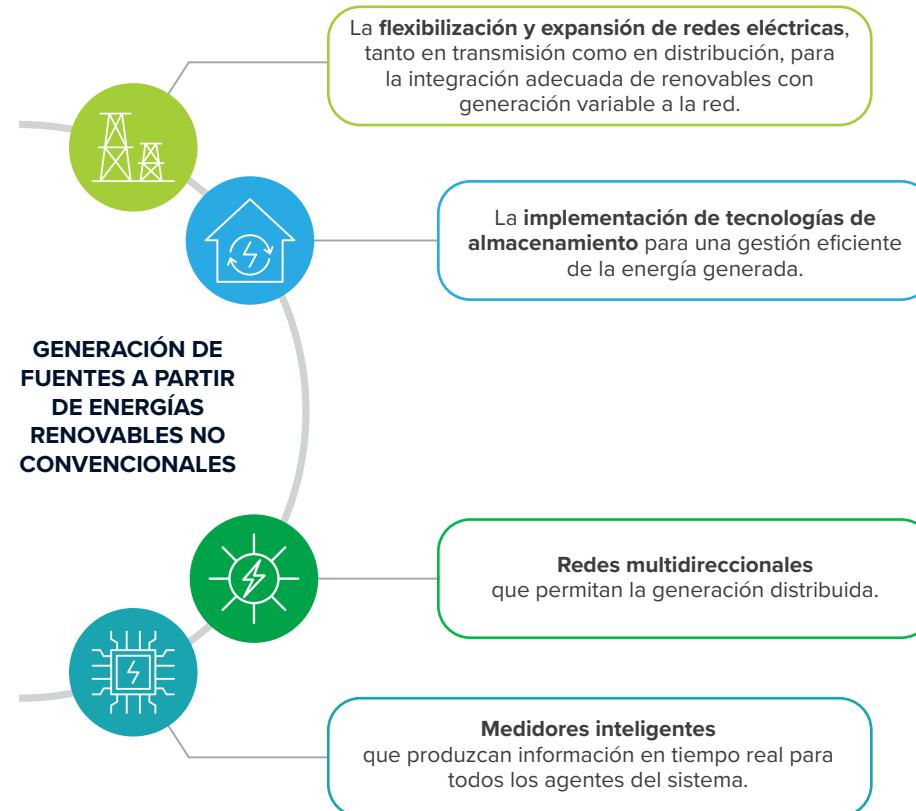 La flexibilización y expansión de redes eléctricas,
tanto en transmisión como en distribución, para
la integración adecuada de renovables con
generación variable a la red.
La implementación de tecnologías de
almacenamiento para una gestión eficiente
de la energía generada.
GENERACIÓN DE
FUENTES A PARTIR
DE ENERGÍAS
RENOVABLES NO
CONVENCIONALES
Redes multidireccionales
que permitan la generación distribuida.
Medidores inteligentes
que produzcan información en tiempo real para
todos los agentes del sistema.